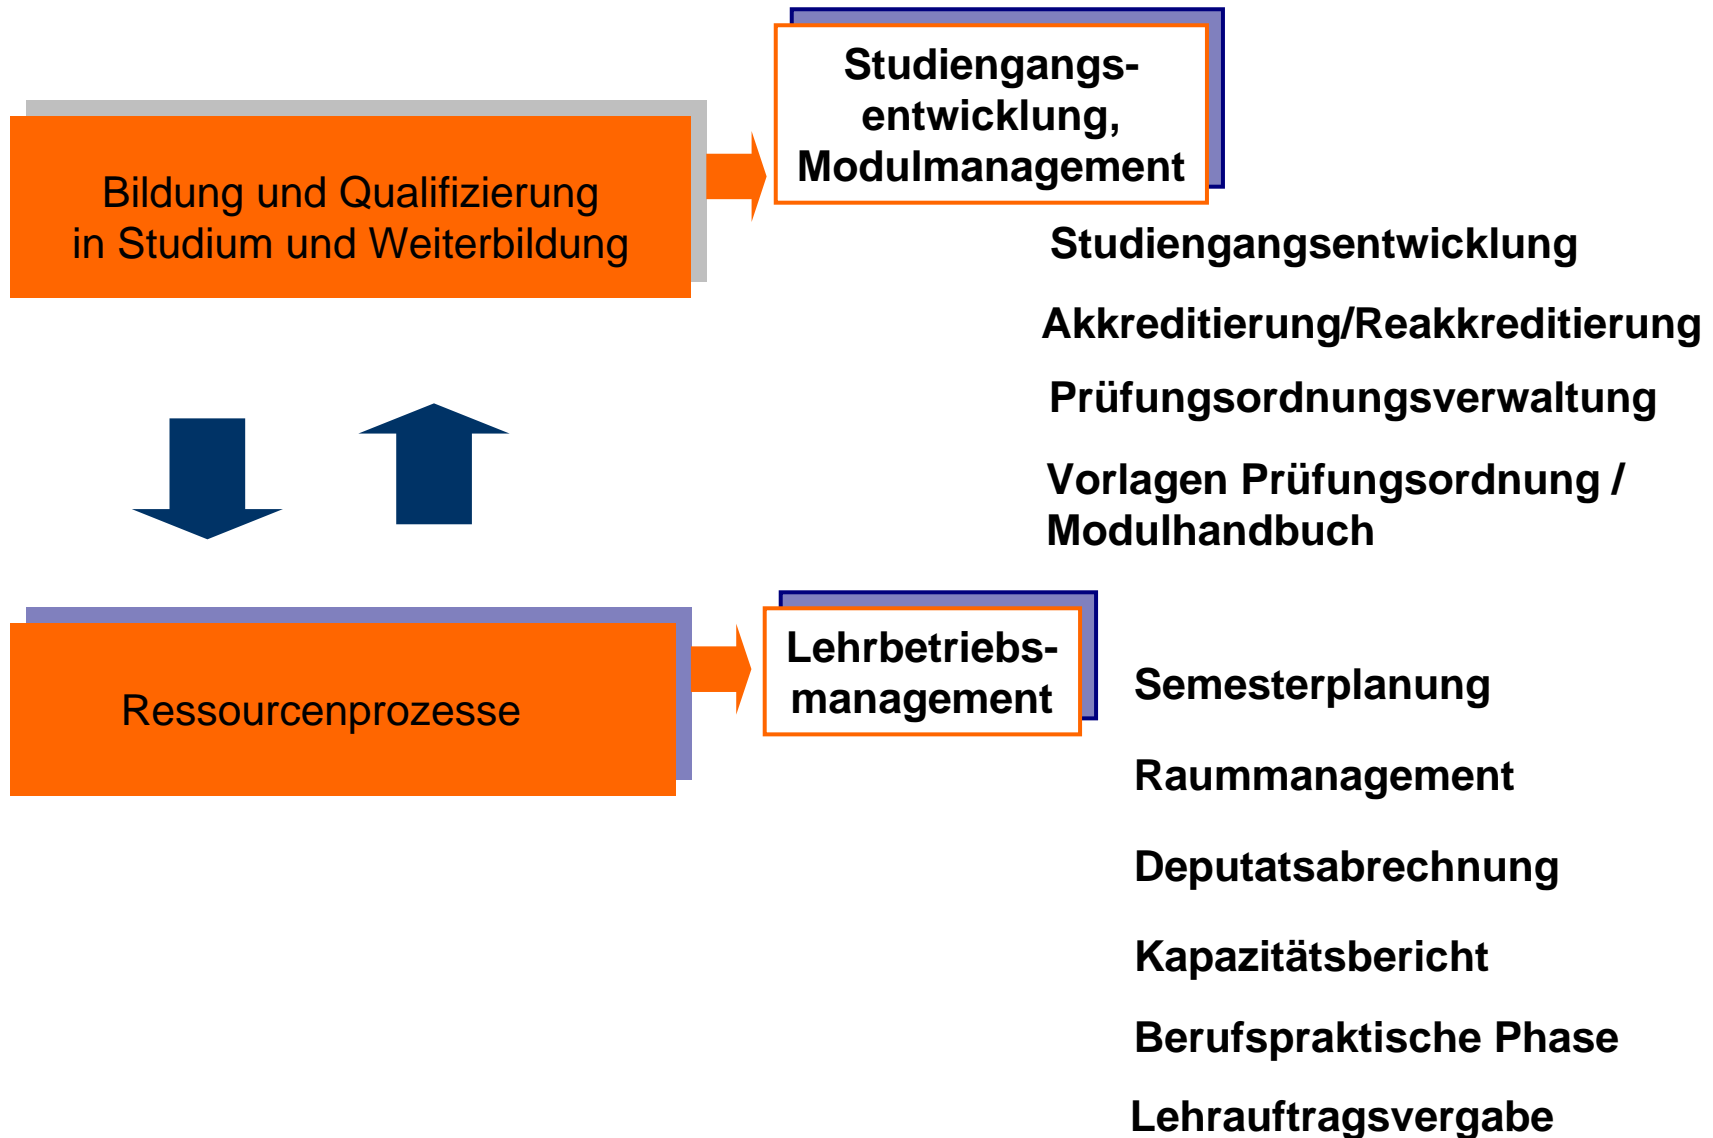 Studiengangs-
entwicklung,
Modulmanagement
Bildung und Qualifizierung
in Studium und Weiterbildung
Studiengangsentwicklung
Akkreditierung/Reakkreditierung
Prüfungsordnungsverwaltung
Vorlagen Prüfungsordnung /
Modulhandbuch
Lehrbetriebs-
management
Ressourcenprozesse
Semesterplanung
Raummanagement
Deputatsabrechnung
Kapazitätsbericht
Berufspraktische Phase
Lehrauftragsvergabe